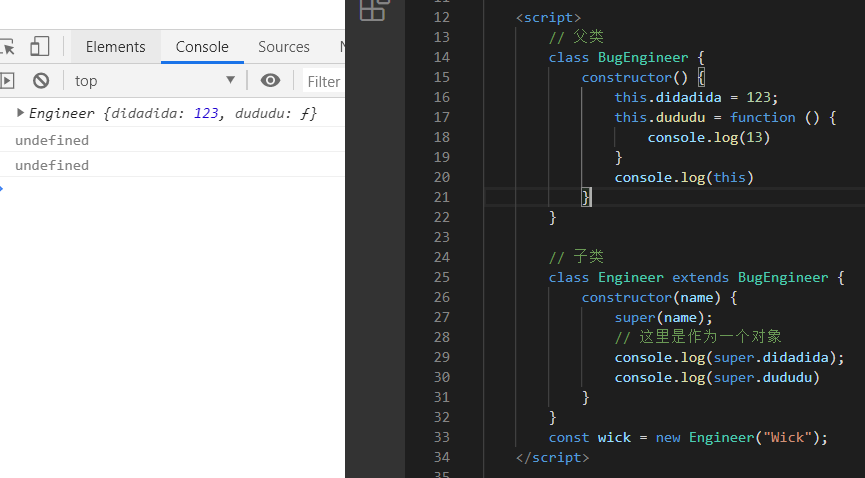 Elements Console Sources
top Filter
Engineer {didadida: 123, dududu: ƒ}
undefined
undefined
12 <script>
13 // 父类
14 class BugEngineer {
15 constructor() {
16 this.didadida = 123;
17 this.dududu = function () {
18 console.log(13)
19 }
20 console.log(this)
21 }
22 }
23
24 // 子类
25 class Engineer extends BugEngineer {
26 constructor(name) {
27 super(name);
28 // 这里是作为一个对象
29 console.log(super.didadida);
30 console.log(super.dududu)
31 }
32 }
33 const wick = new Engineer("Wick");
34 </script>